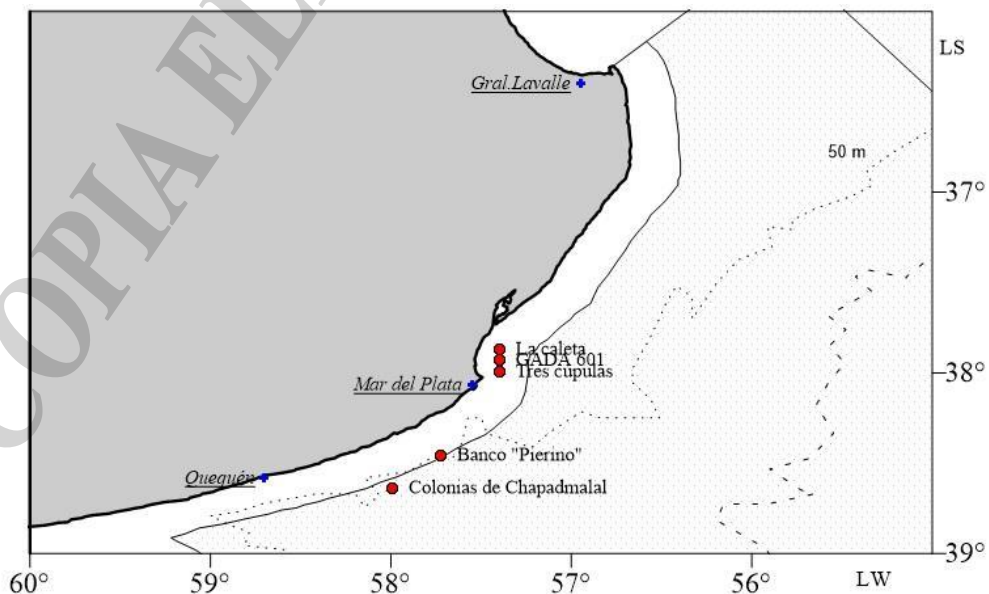 LS
Gral.Lavalle
50 m
37°
La caleta
GADA 601
38°
Tres cúpulas
Mar del Plata
Banco "Pierino"
Quequén
Colonias de Chapadmalal
39°
60°
59°
58°
57°
56°
LW
COPIA EL